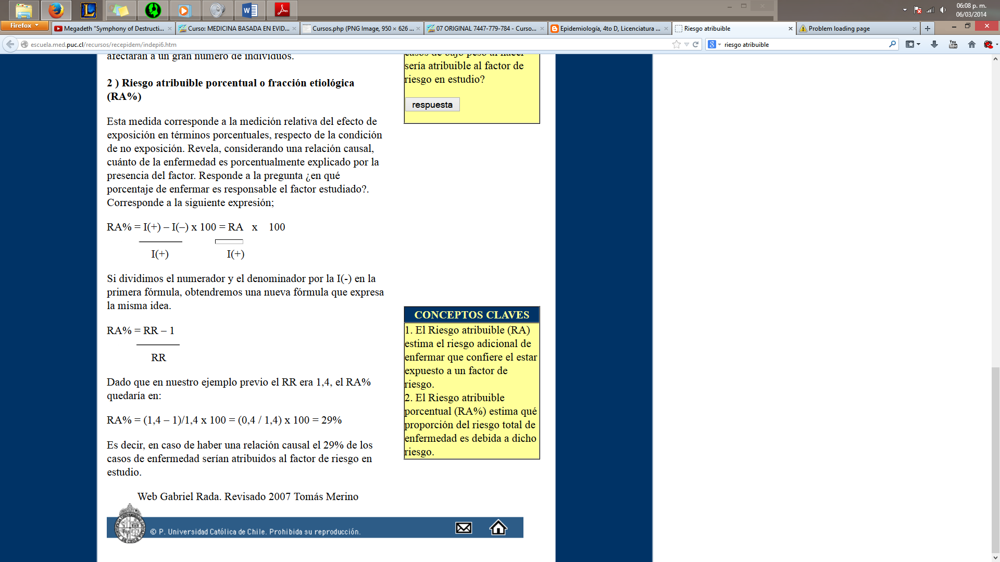 06:08 p. m.
06/03/2014
Firefox
Megadeth "Symphony of Destructi...
Curso: MEDICINA BASADA EN EVID...
Cursos.php (PNG Image, 950 × 626 ...
07 ORIGINAL 7447-779-784 - Curso...
Epidemiología, 4to D, Licenciatura ...
Riesgo atribuible
Problem loading page
escuela.med.puc.cl/recursos/recepidem/indepi6.htm
riesgo atribuible
afectarán a un gran número de individuos.
2 ) Riesgo atribuible porcentual o fracción etiológica
(RA%)
Esta medida corresponde a la medición relativa del efecto de
exposición en términos porcentuales, respecto de la condición
de no exposición. Revela, considerando una relación causal,
cuánto de la enfermedad es porcentualmente explicado por la
presencia del factor. Responde a la pregunta ¿en qué
porcentaje de enfermar es responsable el factor estudiado?.
Corresponde a la siguiente expresión;
RA% = I(+) – I(–) x 100 = RA x 100
I(+) I(+)
Si dividimos el numerador y el denominador por la I(-) en la
primera fórmula, obtendremos una nueva fórmula que expresa
la misma idea.
RA% = RR – 1
RR
Dado que en nuestro ejemplo previo el RR era 1,4, el RA%
quedaría en:
RA% = (1,4 – 1)/1,4 x 100 = (0,4 / 1,4) x 100 = 29%
Es decir, en caso de haber una relación causal el 29% de los
casos de enfermedad serían atribuidos al factor de riesgo en
estudio.
Web Gabriel Rada. Revisado 2007 Tomás Merino
casos de bajo peso al nacer
sería atribuible al factor de
riesgo en estudio?
respuesta
CONCEPTOS CLAVES
1. El Riesgo atribuible (RA)
estima el riesgo adicional de
enfermar que confiere el estar
expuesto a un factor de
riesgo.
2. El Riesgo atribuible
porcentual (RA%) estima qué
proporción del riesgo total de
enfermedad es debida a dicho
riesgo.
© P. Universidad Católica de Chile. Prohibida su reproducción.